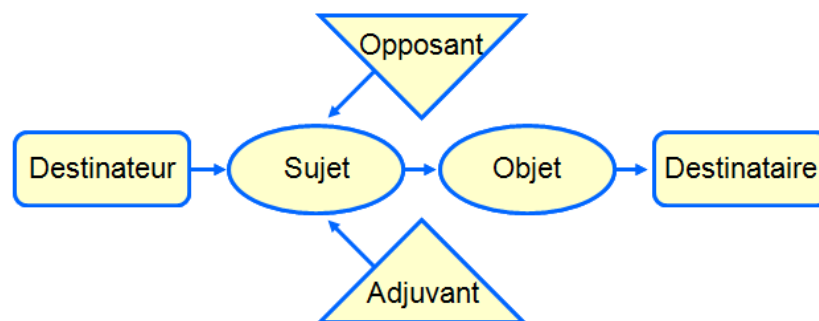 Opposant
Destinateur
Sujet
Objet
Destinataire
Adjuvant